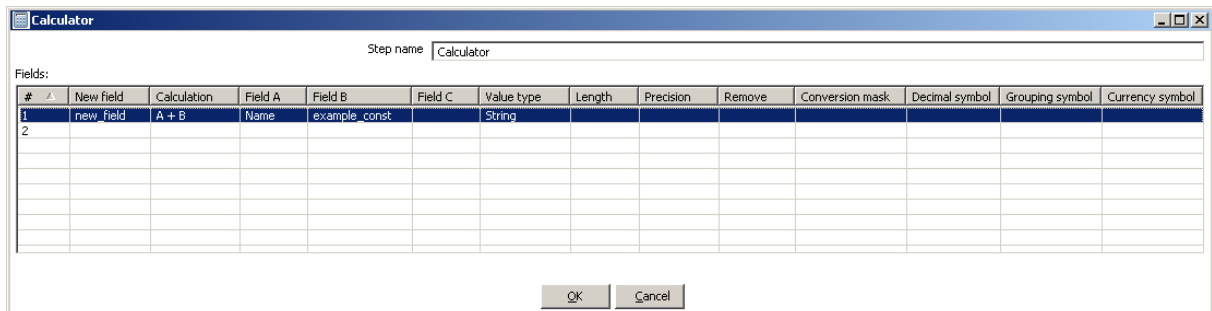 Calculator
Step name Calculator
Fields:
# New field Calculation Field A Field B Field C Value type Length Precision Remove Conversion mask Decimal symbol Grouping symbol Currency symbol
1 new_field A + B Name example_const String
2
OK Cancel